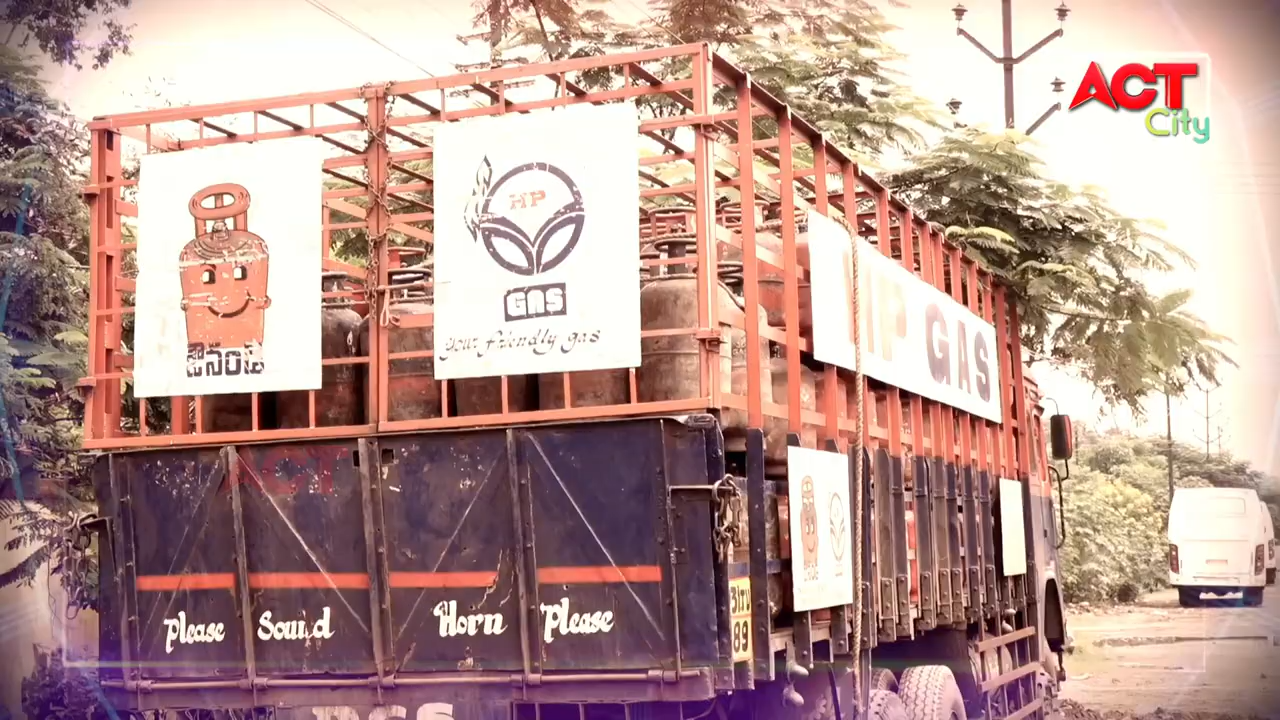 ACT
City
HP
GAS
your friendly gas
HP GAS
Please Sound Horn Please